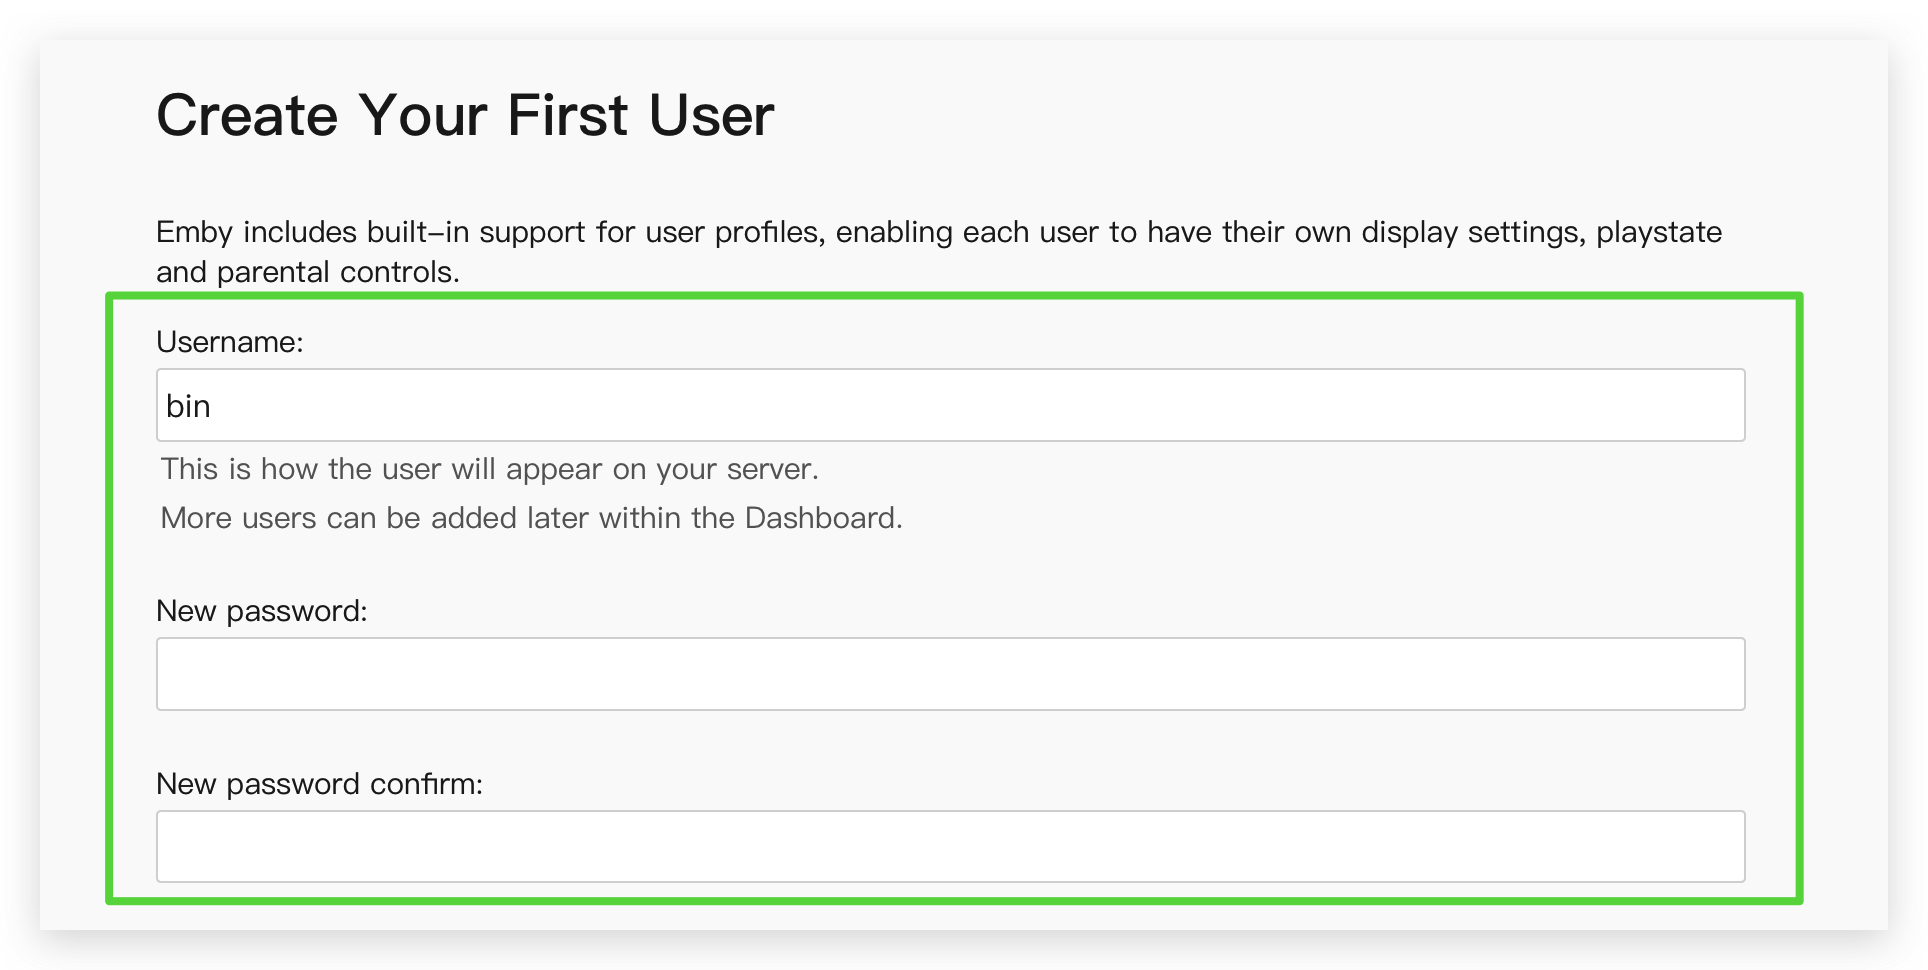 Create Your First User
Emby includes built-in support for user profiles, enabling each user to have their own display settings, playstate
and parental controls.
Username:
bin
This is how the user will appear on your server.
More users can be added later within the Dashboard.
New password:
New password confirm: